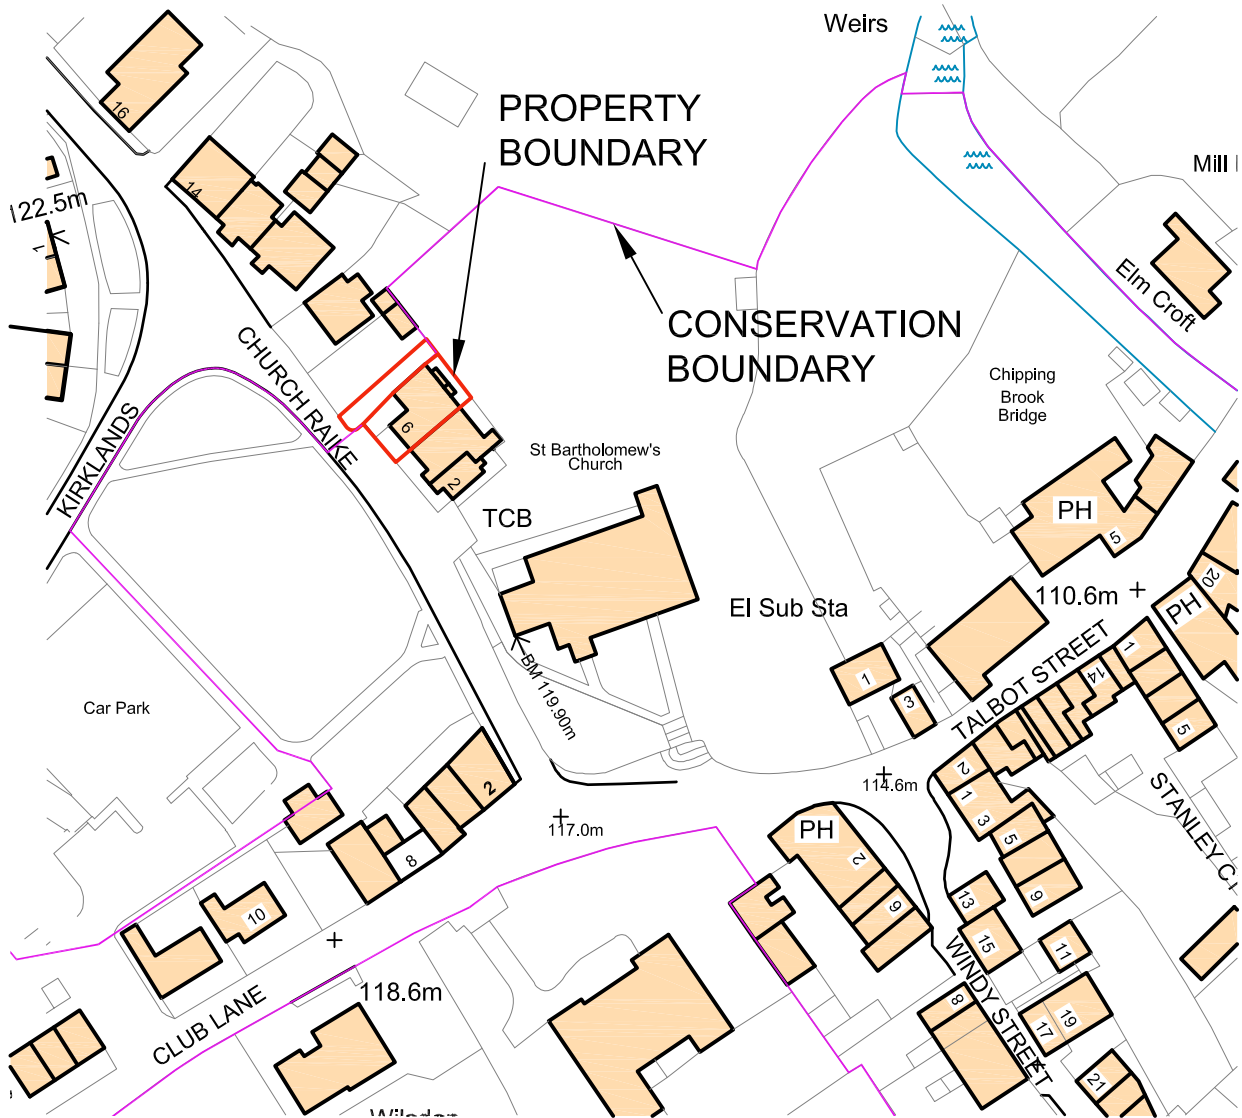 Weirs
16
PROPERTY
BOUNDARY
Mill
14
122.5m
1
Elm Croft
CONSERVATION
BOUNDARY
CHURCH RAIKE
Chipping
Brook
Bridge
KIRKLANDS
6
St Bartholomew's
Church
2
TCB
PH
5
20
110.6m
PH
El Sub Sta
TALBOT STREET
1
14
BM 119.90m
1
3
5
Car Park
2
114.6m
2
1
3
STANLEY
117.0m
PH
5
8
2
9
9
13
10
15
11
WINDY STREET
118.6m
CLUB LANE
8
19
17
21